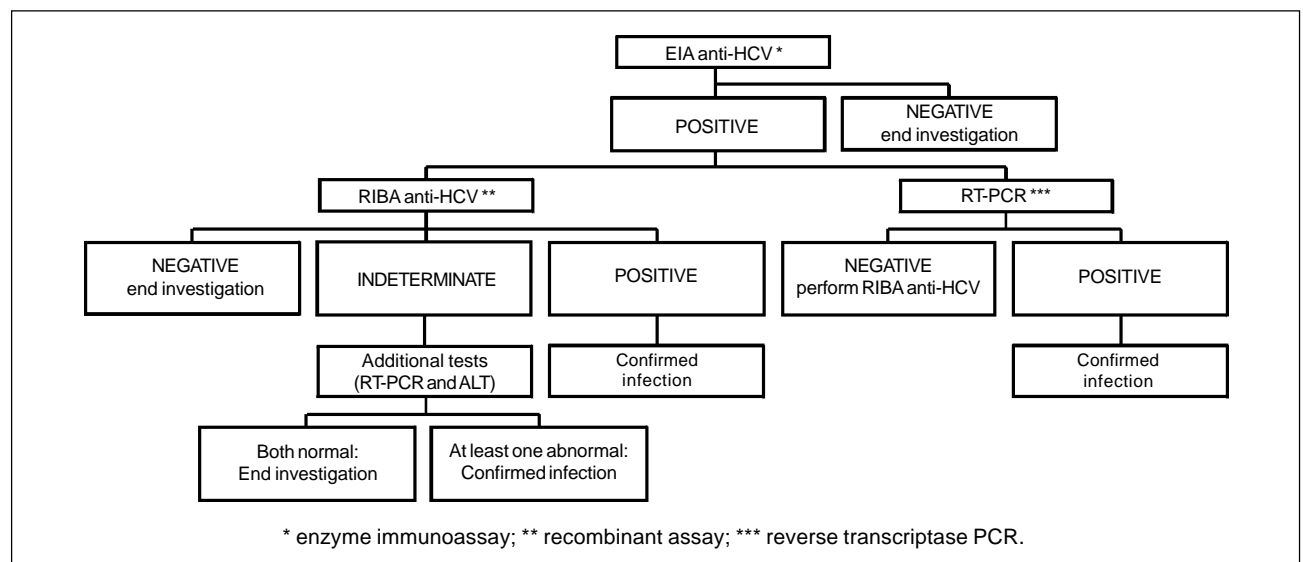 EIA anti-HCV *
POSITIVE
NEGATIVE
end investigation
RIBA anti-HCV **
RT-PCR ***
NEGATIVE
end investigation
INDETERMINATE
POSITIVE
NEGATIVE
perform RIBA anti-HCV
POSITIVE
Additional tests
(RT-PCR and ALT)
Confirmed
infection
Confirmed
infection
Both normal:
End investigation
At least one abnormal:
Confirmed infection
* enzyme immunoassay; ** recombinant assay; *** reverse transcriptase PCR.